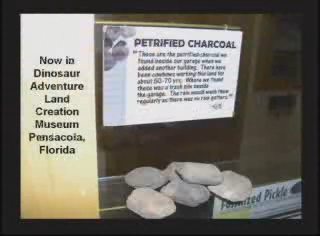 Now in
Dinosaur
Adventure
Land
Creation
Museum
Pensacola,
Florida
PETRIFIED CHARCOAL
"These are the petrified charcoal we
found beside our garage when we
added another building. There have
been cowboys working this land for
about 50-70 yrs. Where we found
these was a trash pile beside
the garage. The rain would wash them
regularly as there was no rain gutters."
Pickle